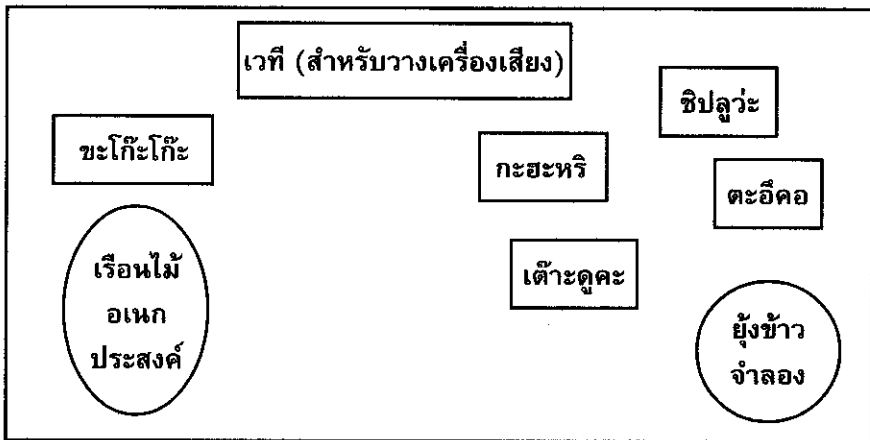 เวที (สำหรับวางเครื่องเสียง)
ชิปลูว่ะ
ขะโก๊ะโก๊ะ
กะฮะหริ
ตะอึคอ
เรือนไม้
อเนก
ประสงค์
เต๊าะดูคะ
ยุ้งข้าว
จำลอง